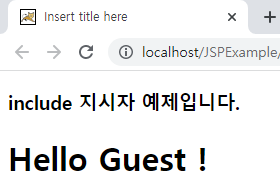 Insert title here
localhost/JSPExample/
include 지시자 예제입니다.
Hello Guest !